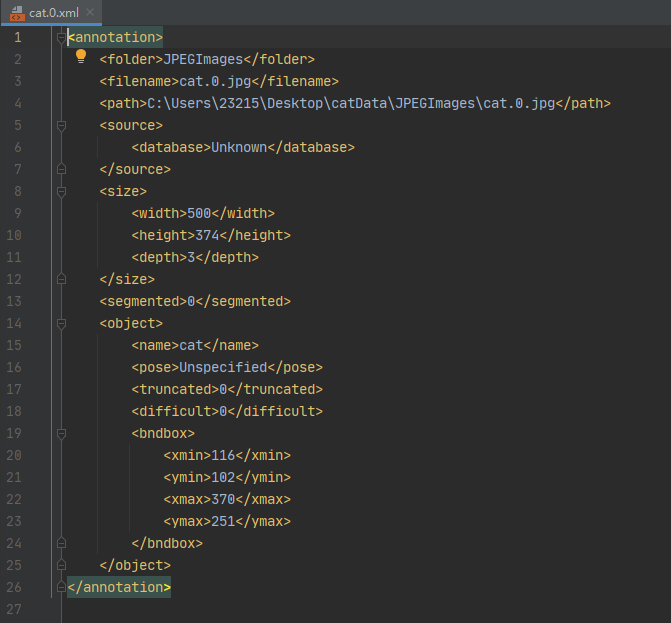 cat.0.xml
1 <annotation>
2 <folder>JPEGImages</folder>
3 <filename>cat.0.jpg</filename>
4 <path>C:\Users\23215\Desktop\catData\JPEGImages\cat.0.jpg</path>
5 <source>
6 <database>Unknown</database>
7 </source>
8 <size>
9 <width>500</width>
10 <height>374</height>
11 <depth>3</depth>
12 </size>
13 <segmented>0</segmented>
14 <object>
15 <name>cat</name>
16 <pose>Unspecified</pose>
17 <truncated>0</truncated>
18 <difficult>0</difficult>
19 <bndbox>
20 <xmin>116</xmin>
21 <ymin>102</ymin>
22 <xmax>370</xmax>
23 <ymax>251</ymax>
24 </bndbox>
25 </object>
26 </annotation>
27